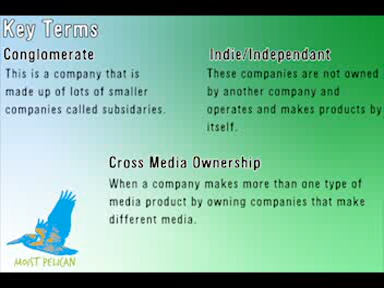 Key Terms
Conglomerate
This is a company that is
made up of lots of smaller
companies called subsidaries.
Indie/Independant
These companies are not owned
by another company and
operates and makes products by
itself.
Cross Media Ownership
When a company makes more than one type of
media product by owning companies that make
different media.
MOIST PELICAN